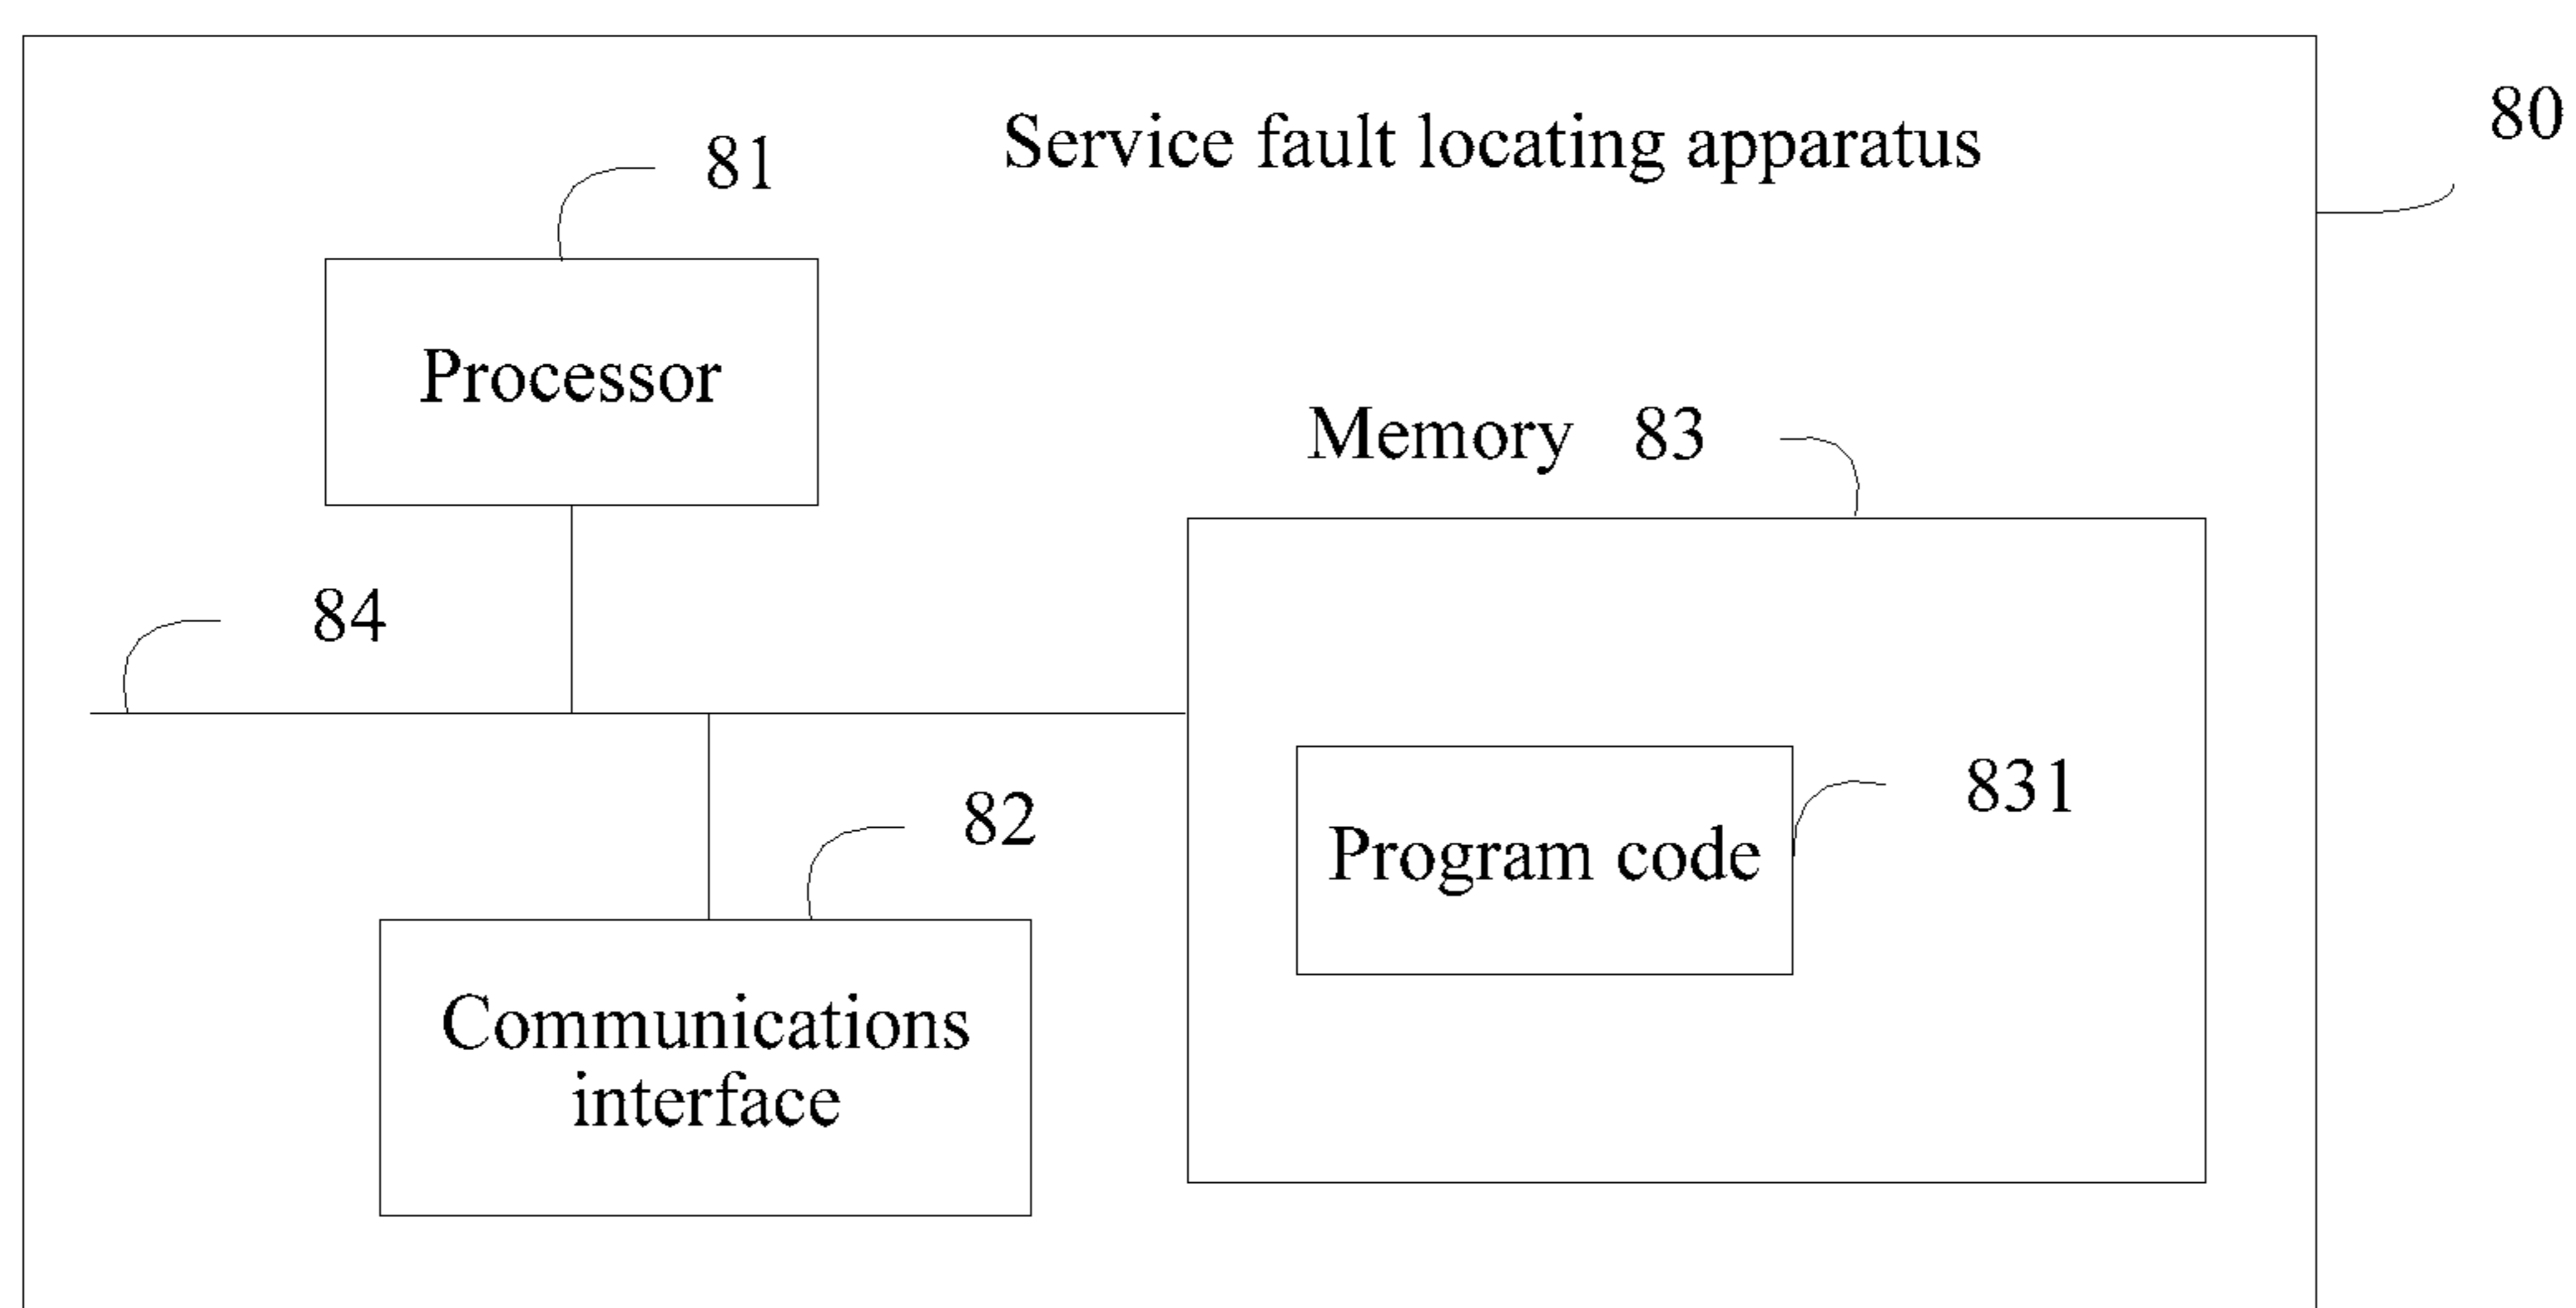 80
Service fault locating apparatus
81
Processor
Memory 83
84
831
82
Program code
Communications
interface